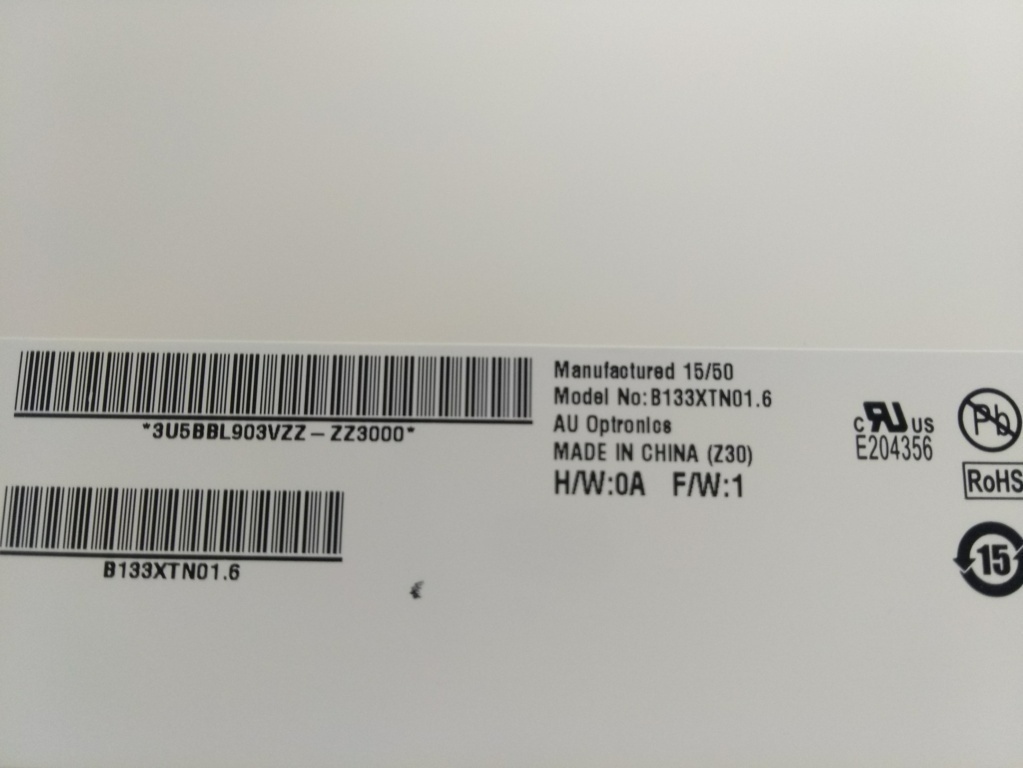 *3U5BBL903VZZ-ZZ3000*
B133XTN01.6
Manufactured 15/50
Model No:B133XTN01.6
AU Optronics
MADE IN CHINA (Z30)
H/W:0A F/W:1
c RU US
E204356
Pb
RoHS
15